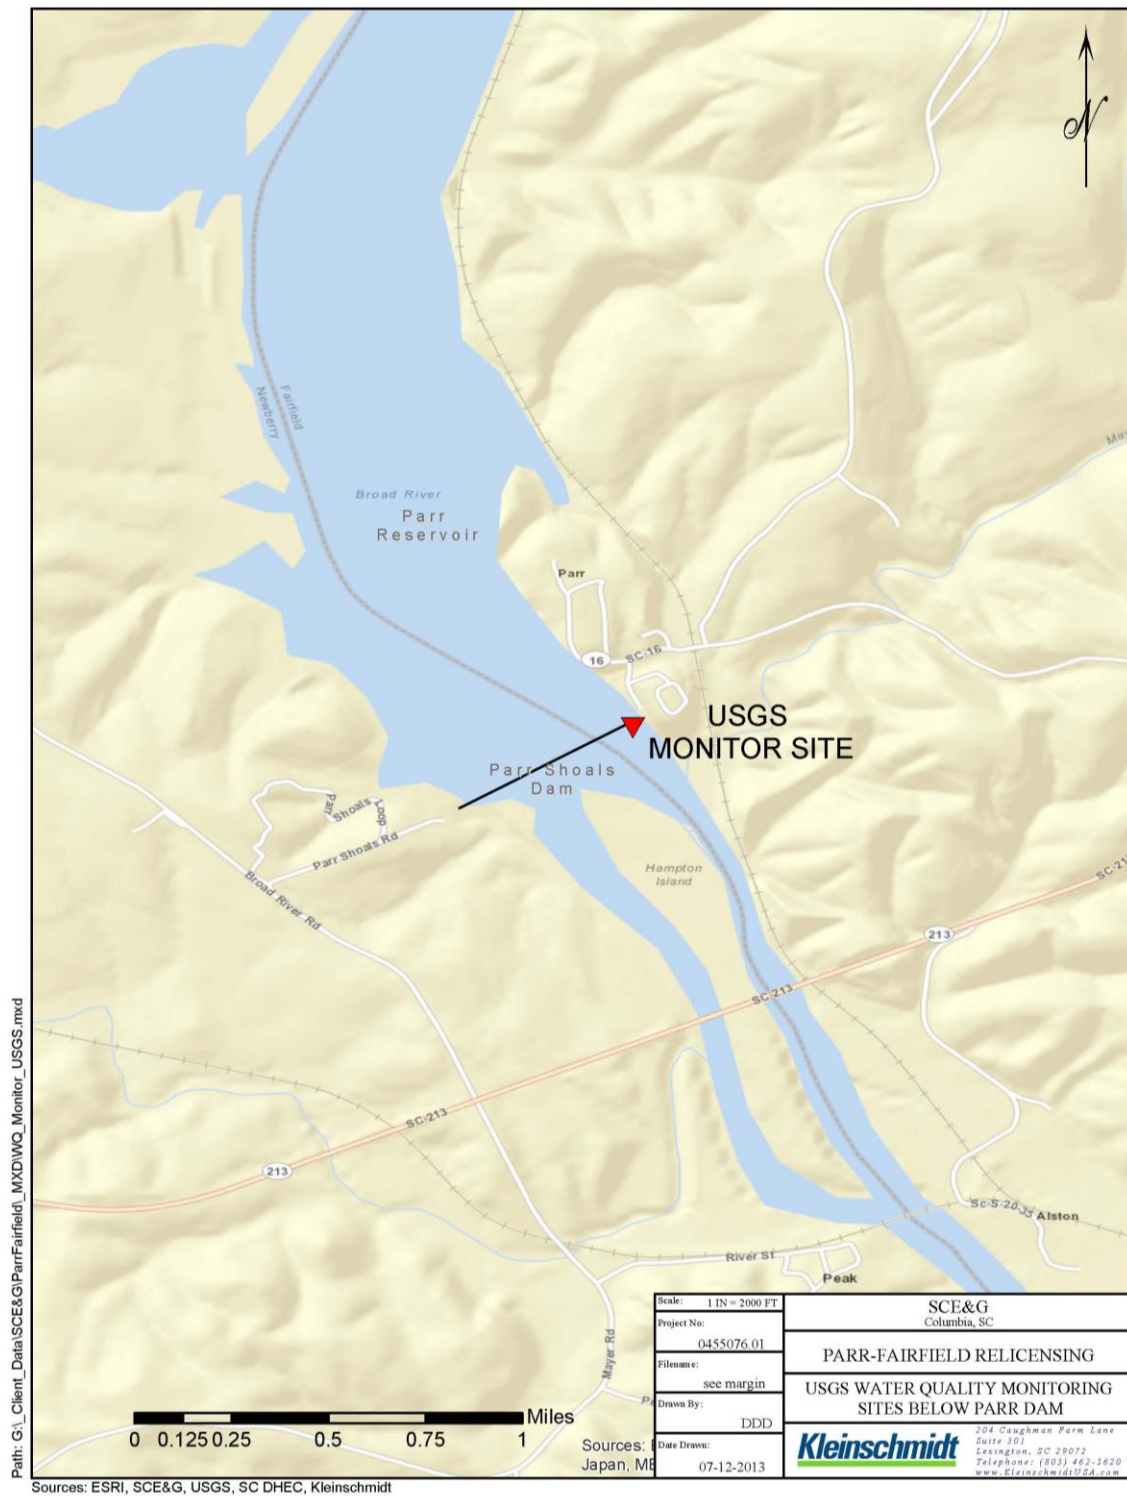 N
Fairfield
Newberry
Broad River
Parr
Reservoir
Parr
16
SC-16
USGS
MONITOR SITE
Parr Shoals
Dam
Parr
Shoals
Loop
Parr Shoals Rd
Broad River Rd
Hampton
Island
SC-21
213
SC-213
SC-213
213
Sc-S-20-35
Alston
River St
Peak
Mayer Rd
Miles
0 0.125 0.25 0.5 0.75 1
Sources:
Japan, ME
Scale: 1 IN = 2000 FT
Project No:
0455076.01
Filename:
see margin
Drawn By:
DDD
Date Drawn:
07-12-2013
SCE&G
Columbia, SC
PARR-FAIRFIELD RELICENSING
USGS WATER QUALITY MONITORING
SITES BELOW PARR DAM
Kleinschmidt
204 Caughman Farm Lane
Suite 301
Lexington, SC 29072
Telephone: (803) 462-5620
www.KleinschmidtUSA.com
Path: G:\_Client_Data\SCE&G\ParrFairfield\_MXD\WQ_Monitor_USGS.mxd
Sources: ESRI, SCE&G, USGS, SC DHEC, Kleinschmidt